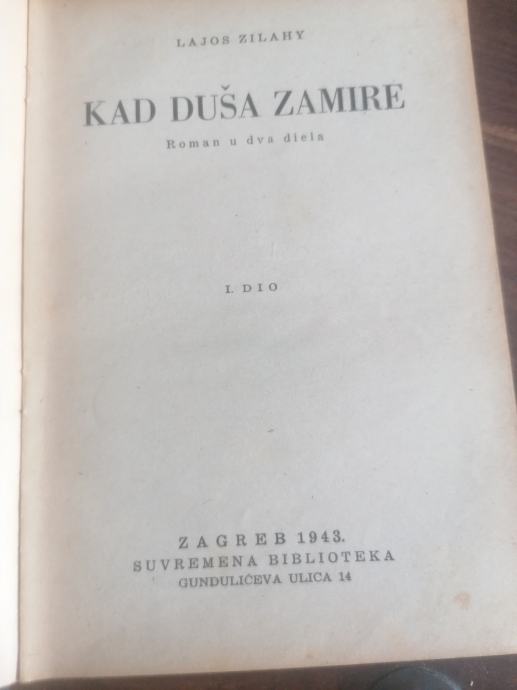 LAJOS ZILAHY
KAD DUŠA ZAMIRE
Roman u dva diela
I. DIO
ZAGREB 1943.
SUVREMENA BIBLIOTEKA
GUNDULIĆEVA ULICA 14